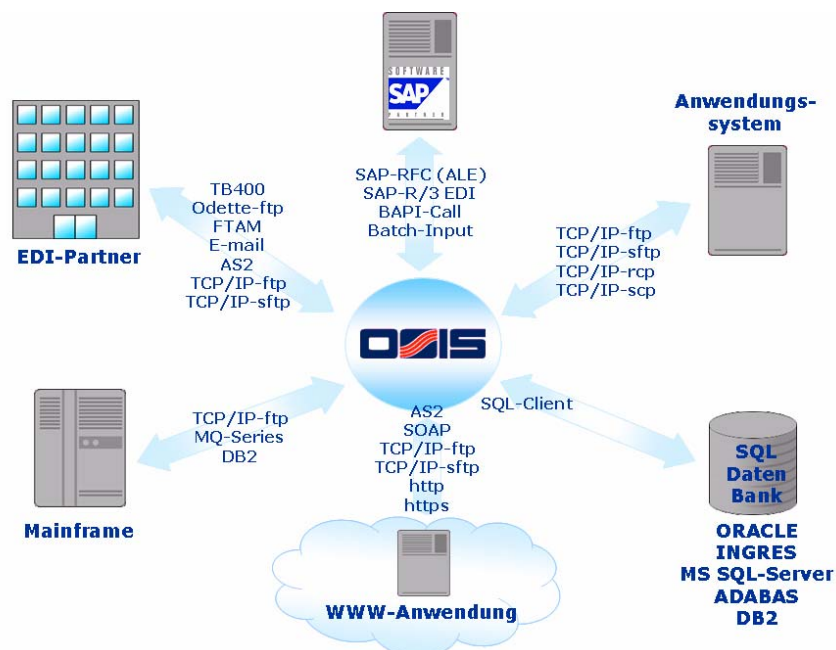 SOFTWARE
SAP
PARTNER
SAP-RFC (ALE)
SAP-R/3 EDI
BAPI-Call
Batch-Input
Anwendungs-
system
TCP/IP-ftp
TCP/IP-sftp
TCP/IP-rcp
TCP/IP-scp
EDI-Partner
TB400
Odette-ftp
FTAM
E-mail
AS2
TCP/IP-ftp
TCP/IP-sftp
OSIS
Mainframe
TCP/IP-ftp
MQ-Series
DB2
AS2
SOAP
TCP/IP-ftp
TCP/IP-sftp
http
https
WWW-Anwendung
SQL-Client
SQL
Daten
Bank
ORACLE
INGRES
MS SQL-Server
ADABAS
DB2